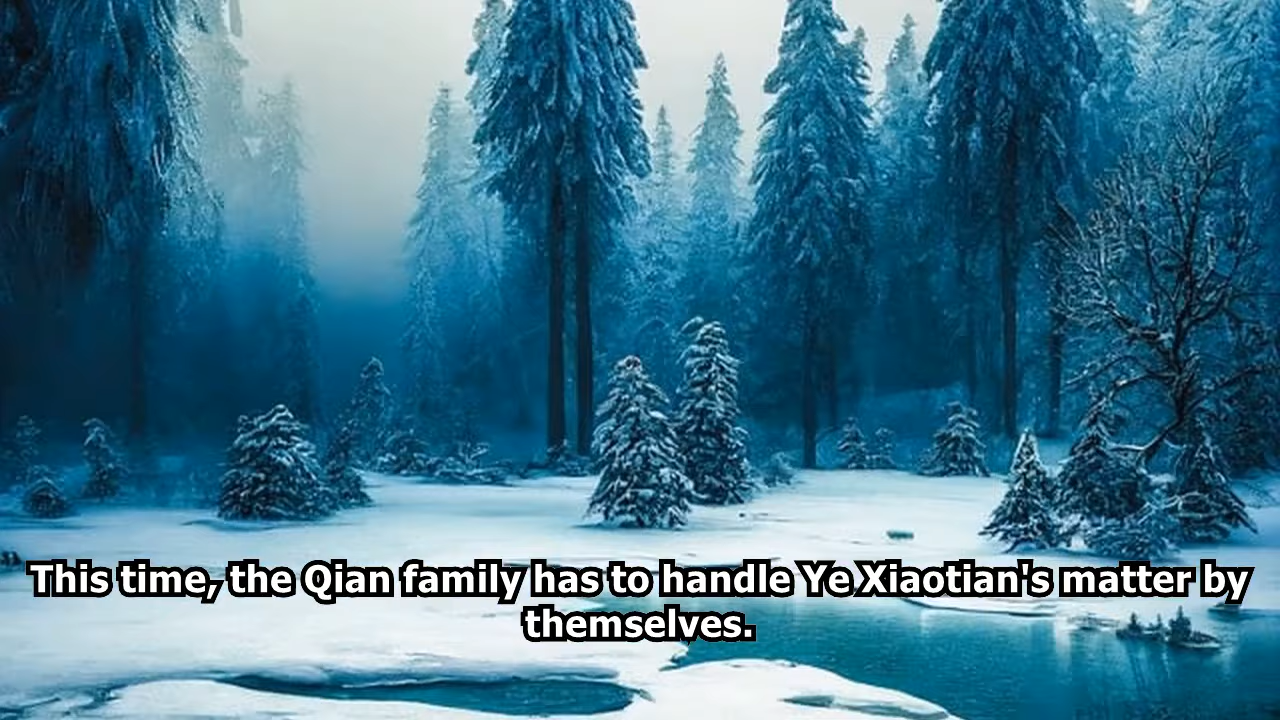 This time, the Qian family has to handle Ye Xiaotian's matter by
themselves.